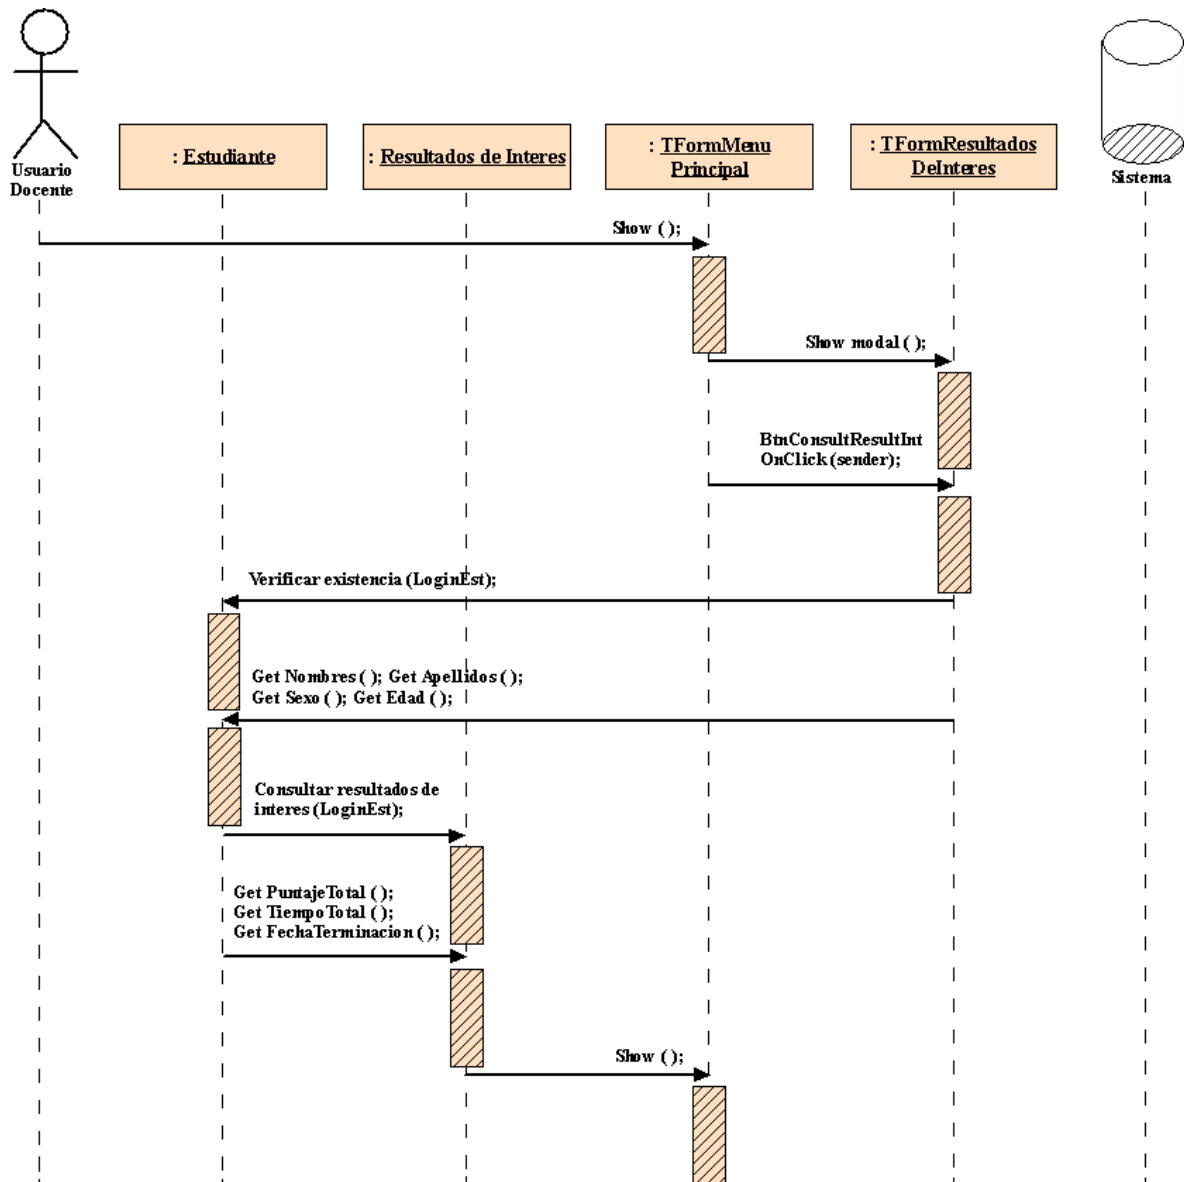 Usuario
Docente
: Estudiante
: Resultados de Interes
: TFormMenu
Principal
: TFormResultados
DeInteres
Sistema
Show ( );
Show modal ( );
BtnConsultResultInt
OnClick (sender);
Verificar existencia (LoginEst);
Get Nombres ( ); Get Apellidos ( );
Get Sexo ( ); Get Edad ( );
Consultar resultados de
interes (LoginEst);
Get PuntajeTotal ( );
Get TiempoTotal ( );
Get FechaTerminacion ( );
Show ( );